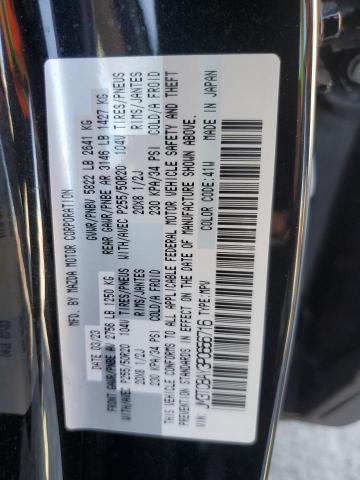 MFD. BY MAZDA MOTOR CORPORATION
DATE 03/23 GVWR/PNBV 5822 LB 2641 KG
FRONT GAWR/PNBE AV 2756 LB 1250 KG REAR GAWR/PNBE AR 3146 LB 1427 KG
WITH/AVEC P255/50R20 104V TIRES/PNEUS WITH/AVEC P255/50R20 104V TIRES/PNEUS
20X8 1/2J RIMS/JANTES 20X8 1/2J RIMS/JANTES
230 KPA/34 PSI COLD/A FROID 230 KPA/34 PSI COLD/A FROID
THIS VEHICLE CONFORMS TO ALL APPLICABLE FEDERAL MOTOR VEHICLE SAFETY AND THEFT
PREVENTION STANDARDS IN EFFECT ON THE DATE OF MANUFACTURE SHOWN ABOVE.
VIN: TYPE:MPV COLOR CODE:41W MADE IN JAPAN